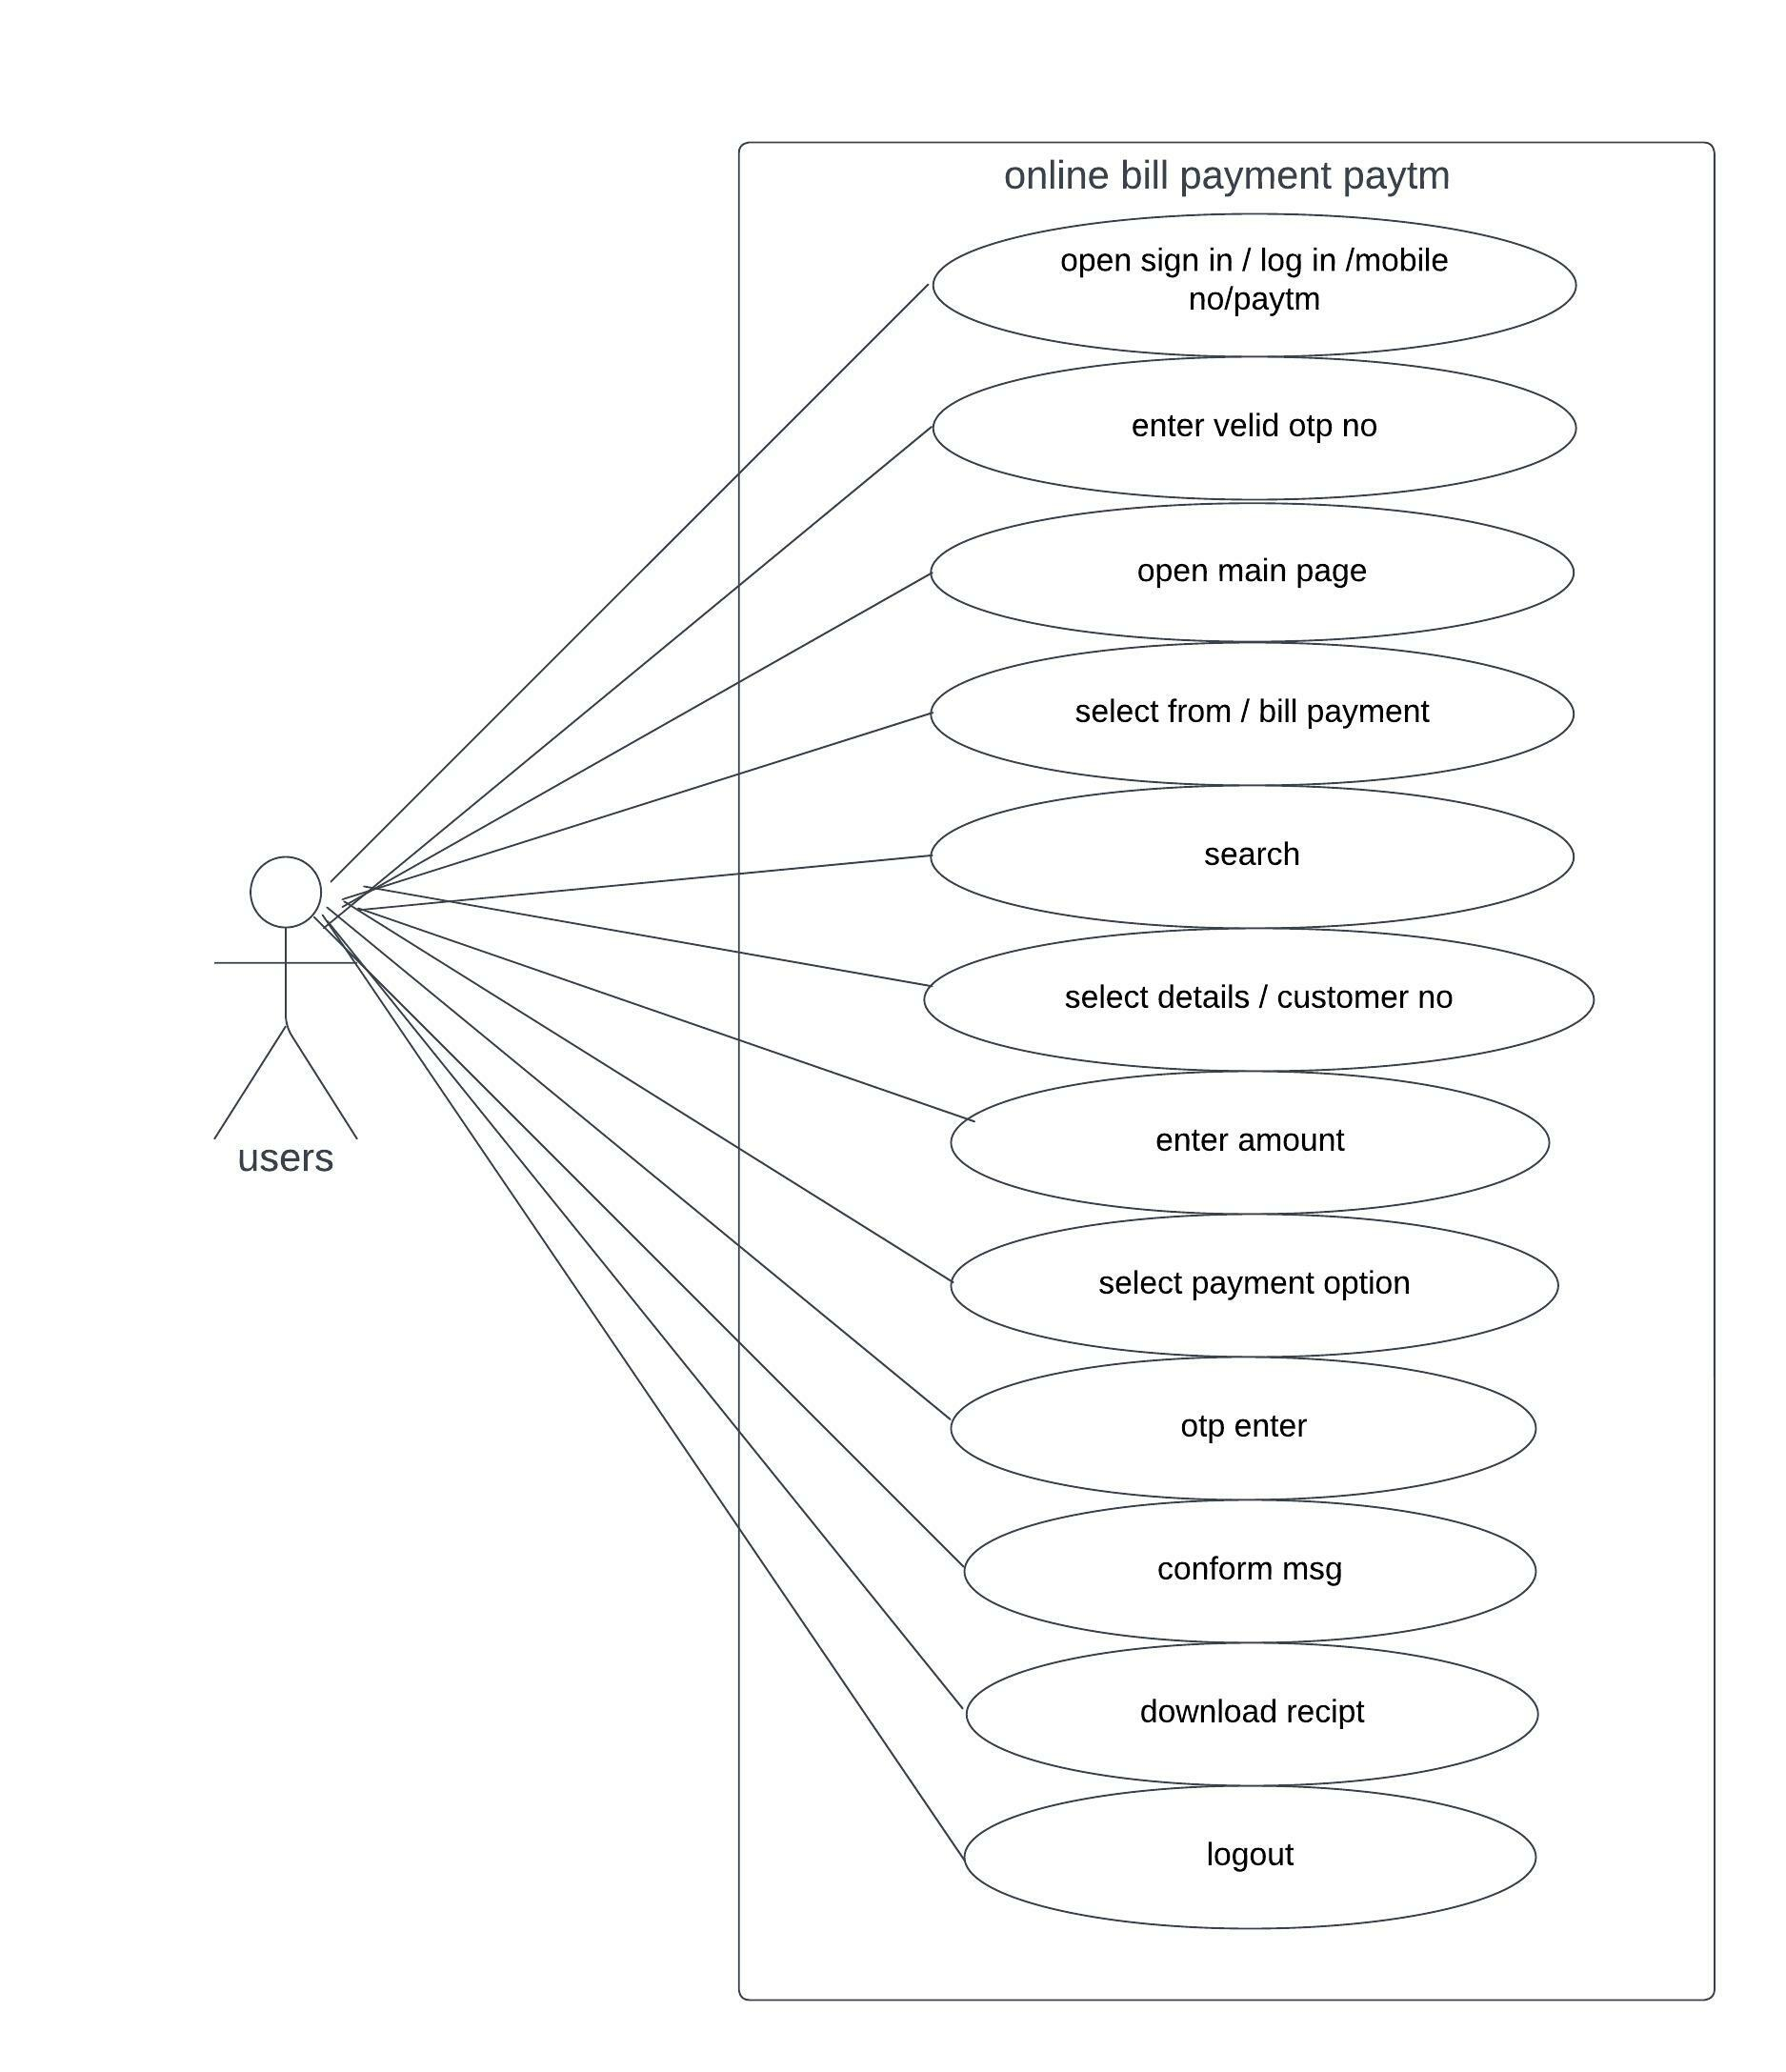 online bill payment paytm
open sign in / log in /mobile
no/paytm
enter velid otp no
open main page
select from / bill payment
search
select details / customer no
enter amount
users
select payment option
otp enter
conform msg
download recipt
logout